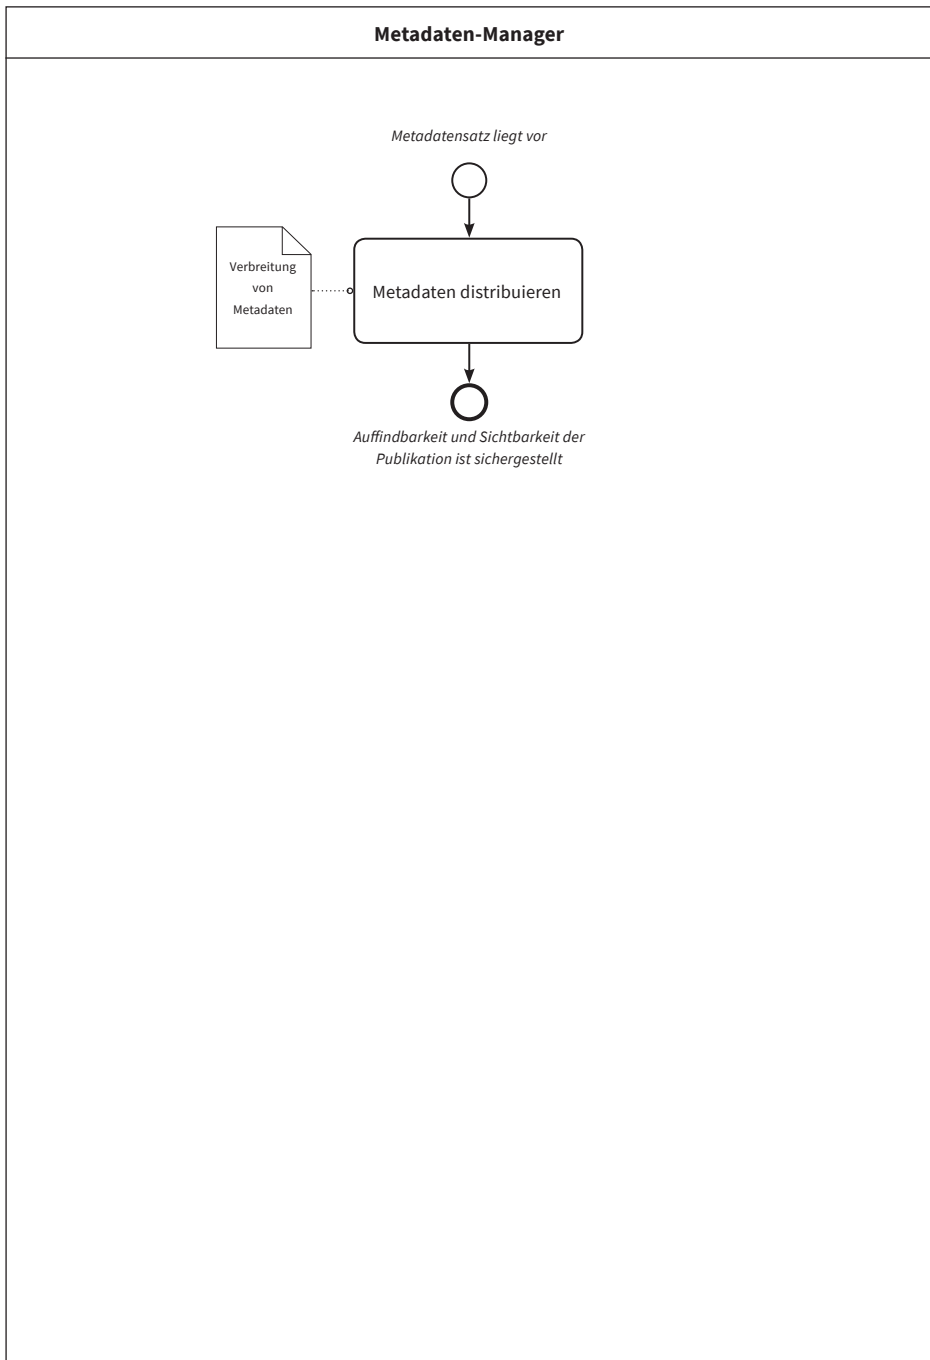 Metadaten-Manager
Metadatensatz liegt vor
Verbreitung
von
Metadaten
Metadaten distribuieren
Auffindbarkeit und Sichtbarkeit der
Publikation ist sichergestellt